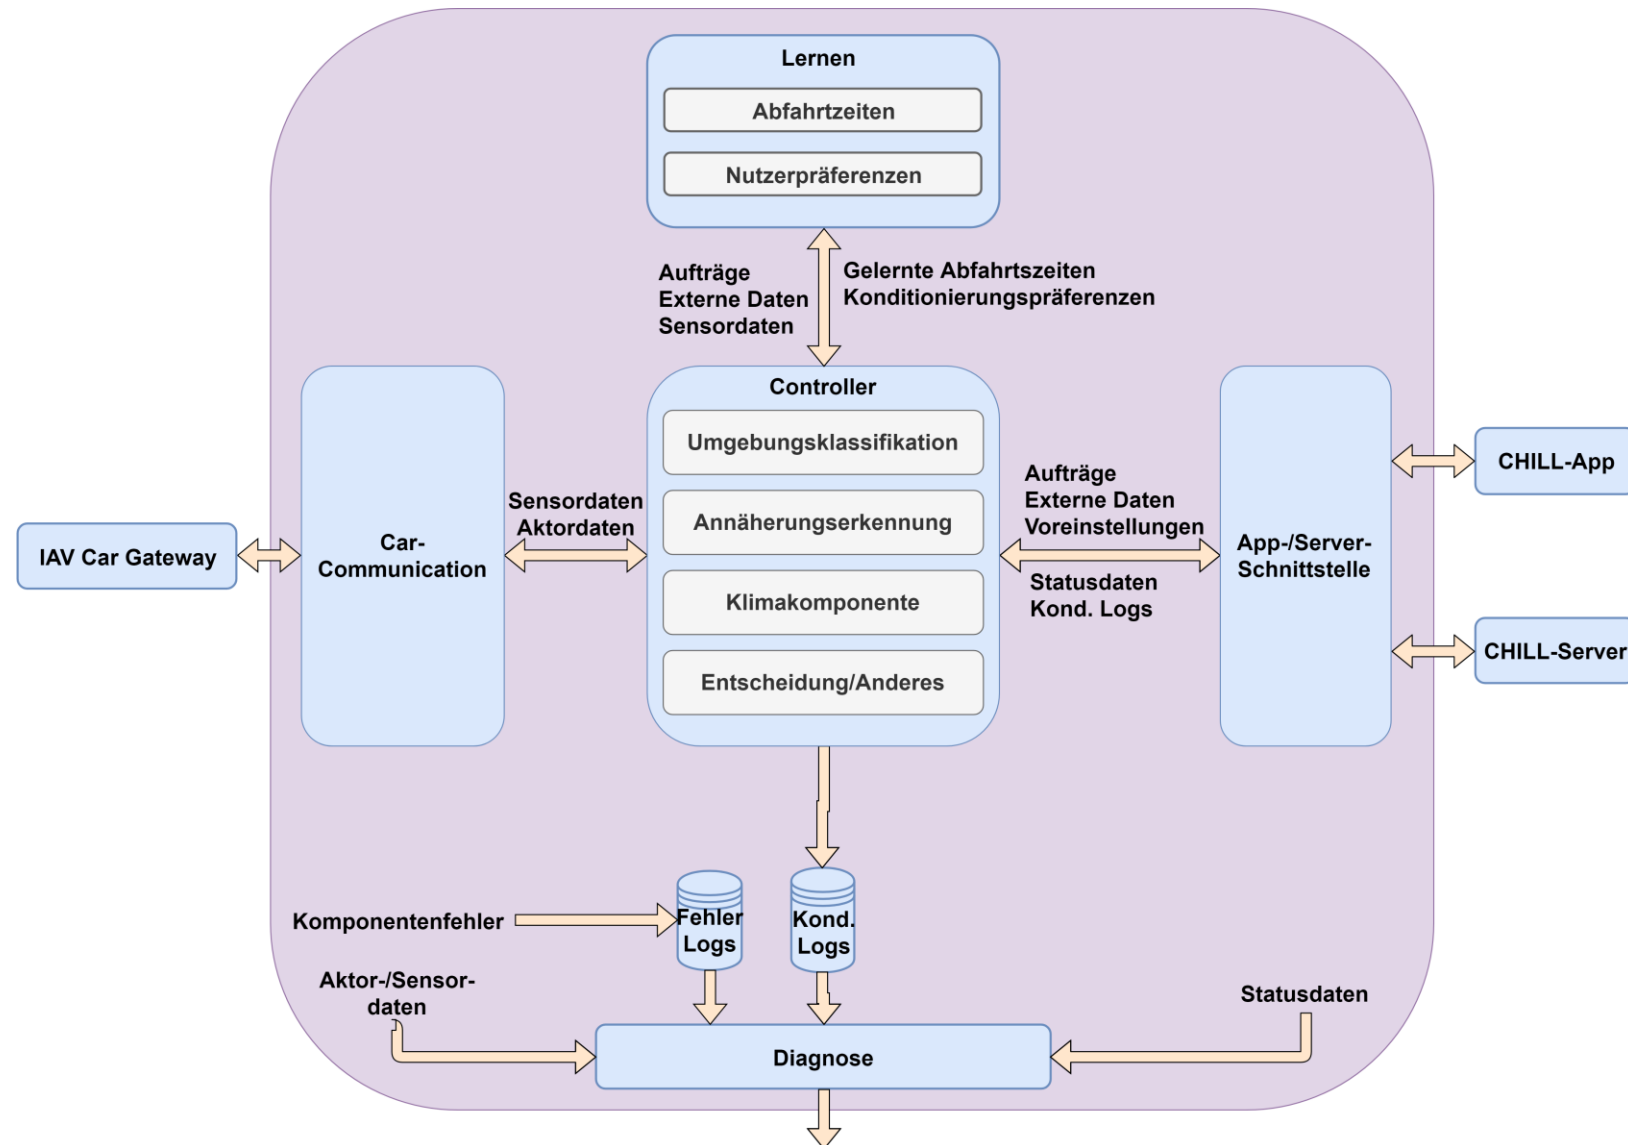 Lernen
Abfahrtzeiten
Nutzerpräferenzen
Aufträge
Externe Daten
Sensordaten
Gelernte Abfahrtszeiten
Konditionierungspräferenzen
Controller
Umgebungsklassifikation
Annäherungserkennung
Klimakomponente
Entscheidung/Anderes
IAV Car Gateway
Car-
Communication
Sensordaten
Aktordaten
Aufträge
Externe Daten
Voreinstellungen
Statusdaten
Kond. Logs
App-/Server-
Schnittstelle
CHILL-App
CHILL-Server
Komponentenfehler
Fehler
Logs
Kond.
Logs
Aktor-/Sensor-
daten
Statusdaten
Diagnose